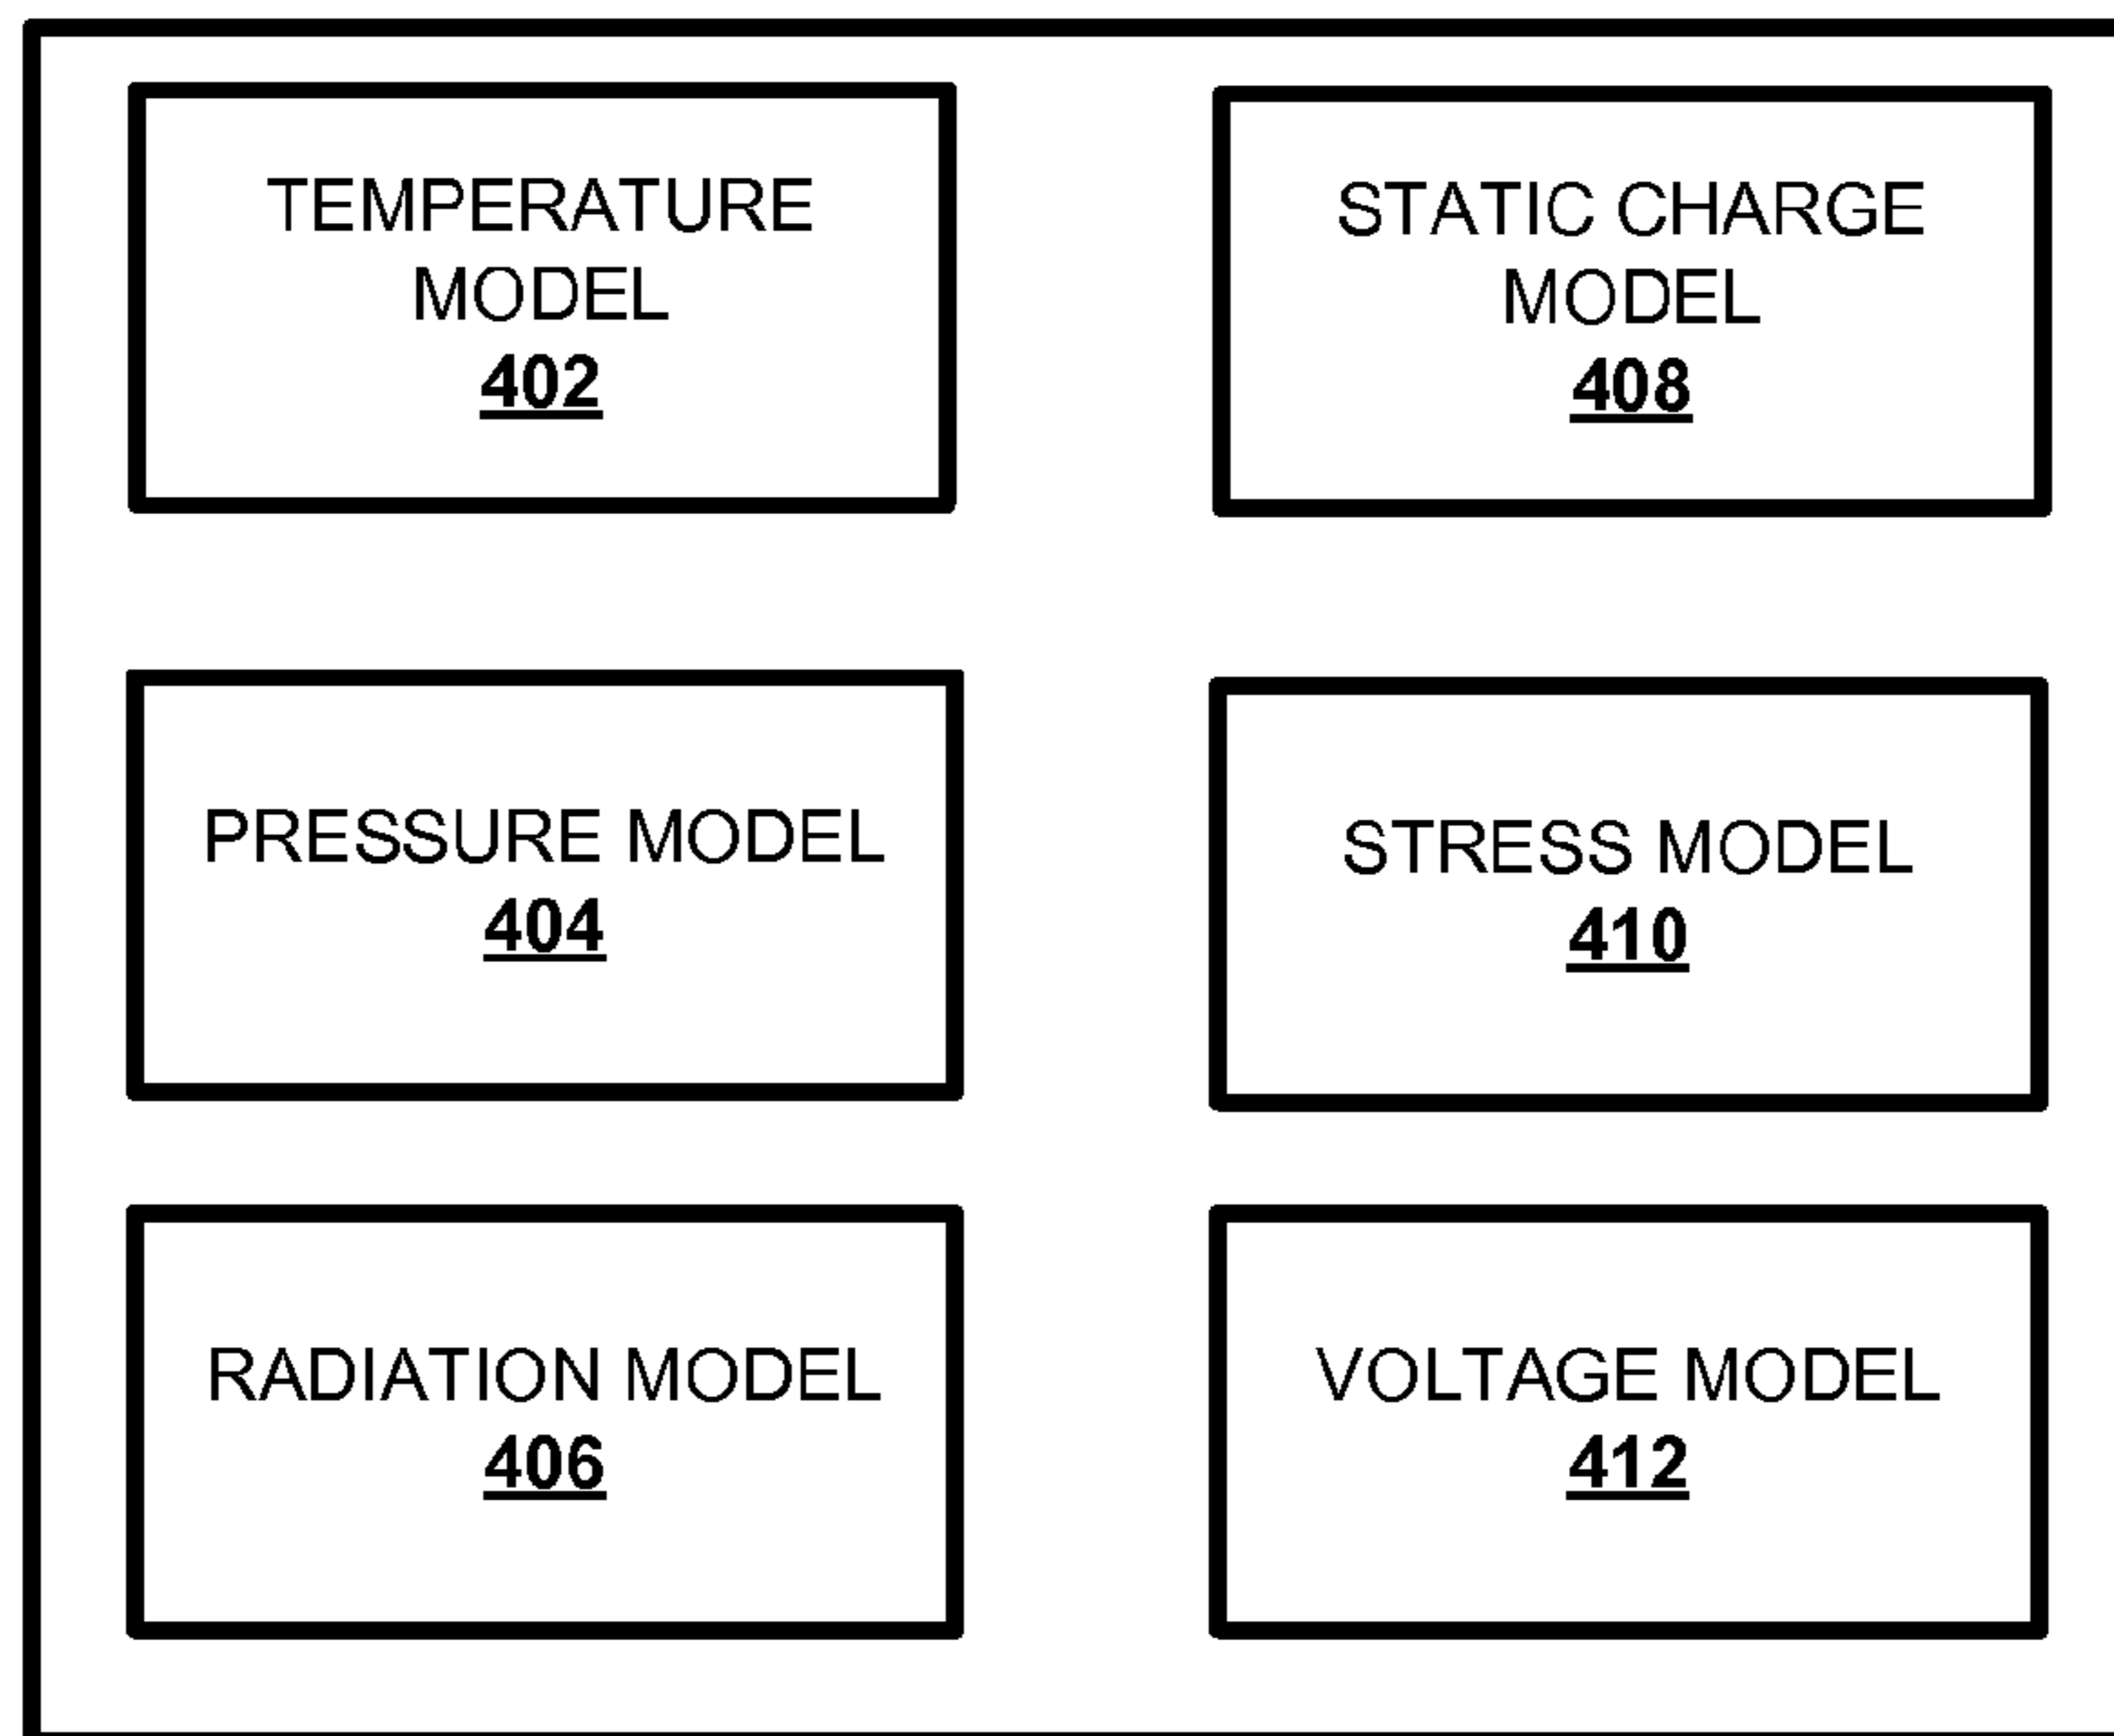 TEMPERATURE
MODEL
402
STATIC CHARGE
MODEL
408
PRESSURE MODEL
404
STRESS MODEL
410
RADIATION MODEL
406
VOLTAGE MODEL
412